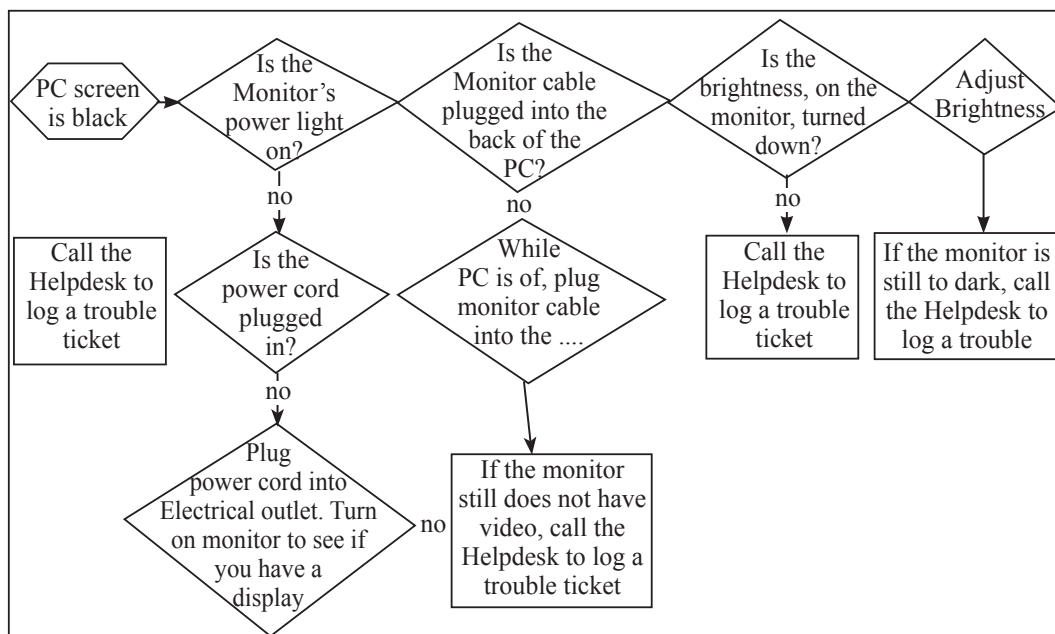 PC screen
is black
Is the
Monitor’s
power light
on?
Is the
Monitor cable
plugged into the
back of the
PC?
Is the
brightness, on the
monitor, turned
down?
Adjust
Brightness
no
no
no
Call the
Helpdesk to
log a trouble
ticket
Is the
power cord
plugged
in?
While
PC is of, plug
monitor cable
into the ....
Call the
Helpdesk to
log a trouble
ticket
If the monitor is
still to dark, call
the Helpdesk to
log a trouble
no
Plug
power cord into
Electrical outlet. Turn
on monitor to see if
you have a
display
no
If the monitor
still does not have
video, call the
Helpdesk to log a
trouble ticket